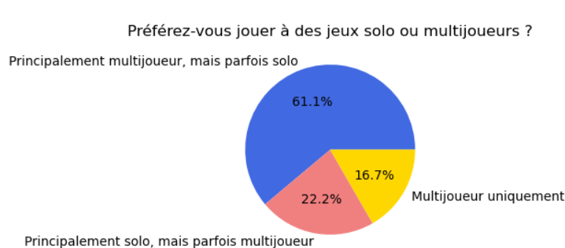 Préférez-vous jouer à des jeux solo ou multijoueurs ?
Principalement multijoueur, mais parfois solo
61.1%
16.7%
Multijoueur uniquement
22.2%
Principalement solo, mais parfois multijoueur